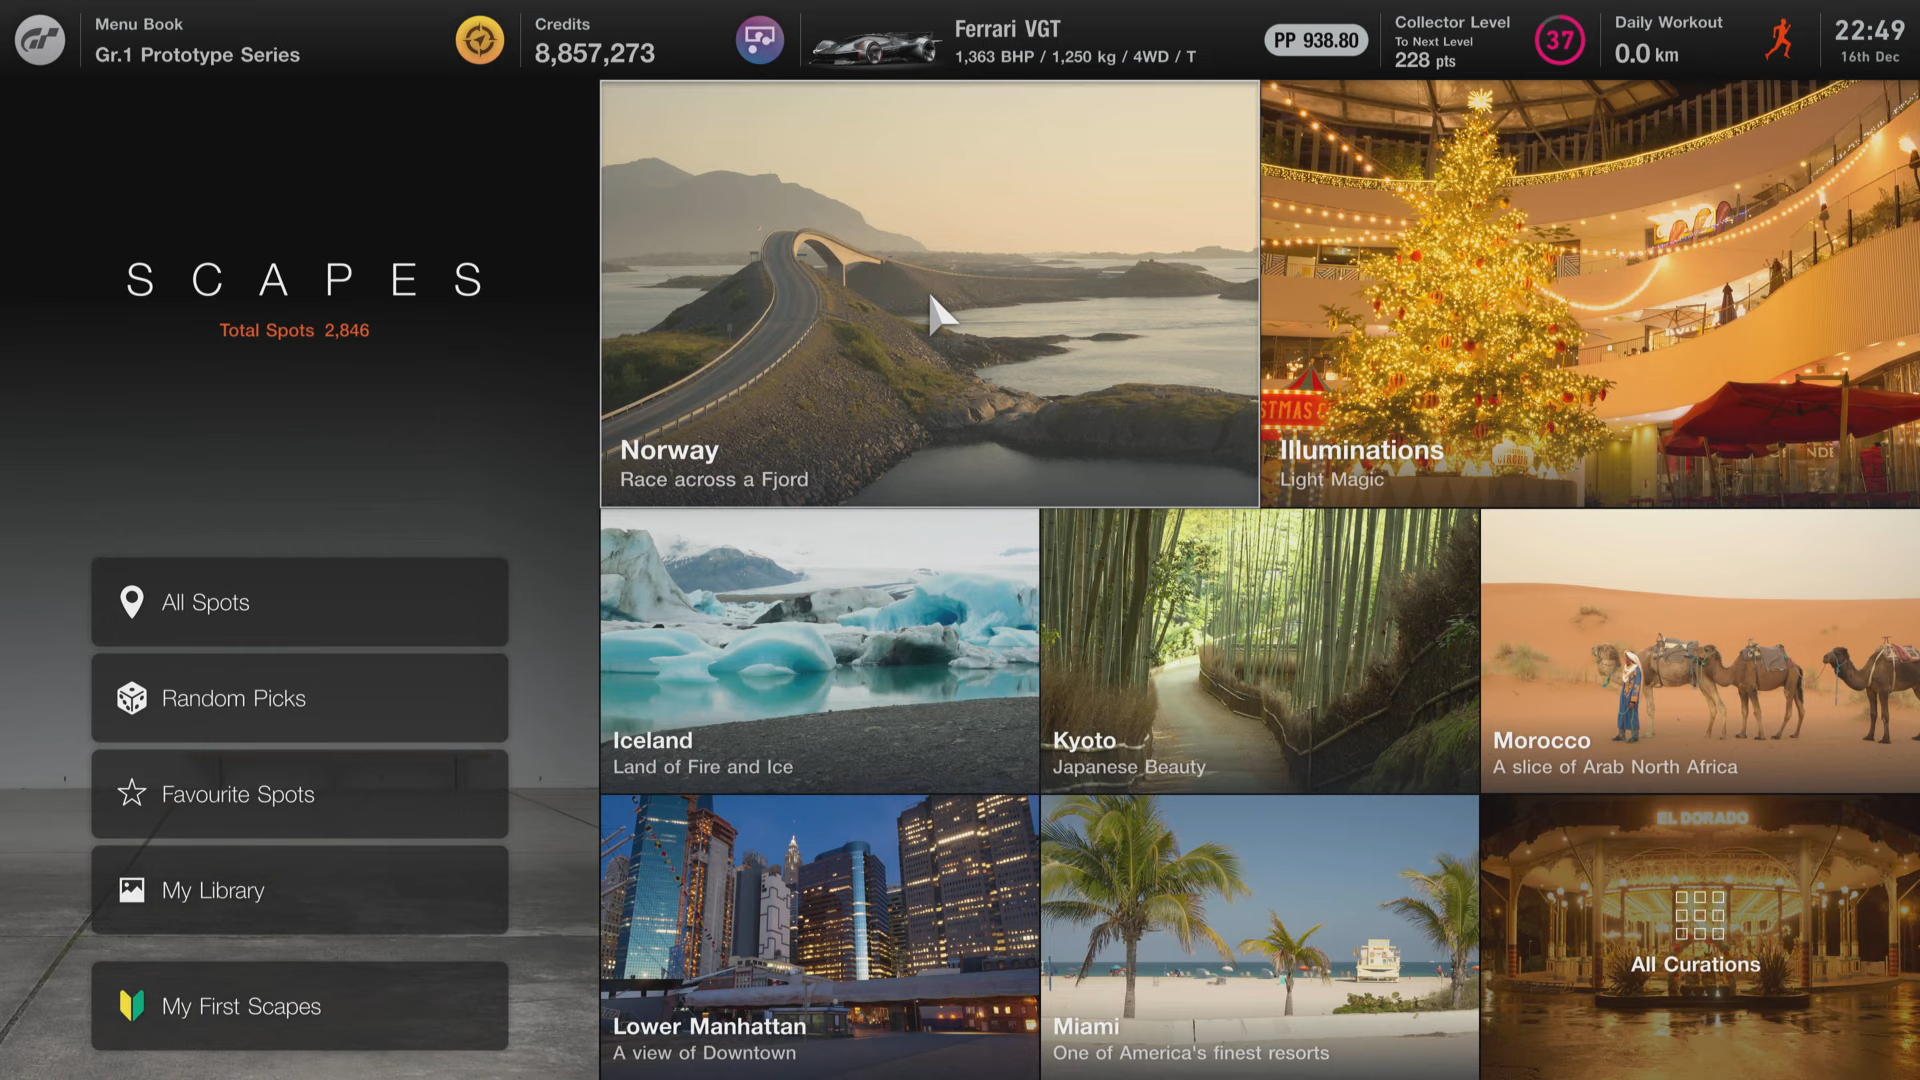 Menu Book
Gr.1 Prototype Series
Credits
8,857,273
Ferrari VGT
1,363 BHP / 1,250 kg / 4WD / T
PP 938.80
Collector Level
To Next Level
228 pts
37
Daily Workout
0.0 km
22:49
16th Dec
SCAPES
Total Spots 2,846
All Spots
Random Picks
Favourite Spots
My Library
My First Scapes
Norway
Race across a Fjord
CIRCUS
Illuminations
Light Magic
Iceland
Land of Fire and Ice
Kyoto
Japanese Beauty
Morocco
A slice of Arab North Africa
Lower Manhattan
A view of Downtown
Miami
One of America's finest resorts
EL DORADO
All Curations